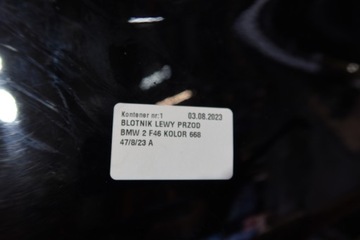 Kontener nr:1 03.08.2023
BLOTNIK LEWY PRZOD
BMW 2 F46 KOLOR 668
47/8/23 A